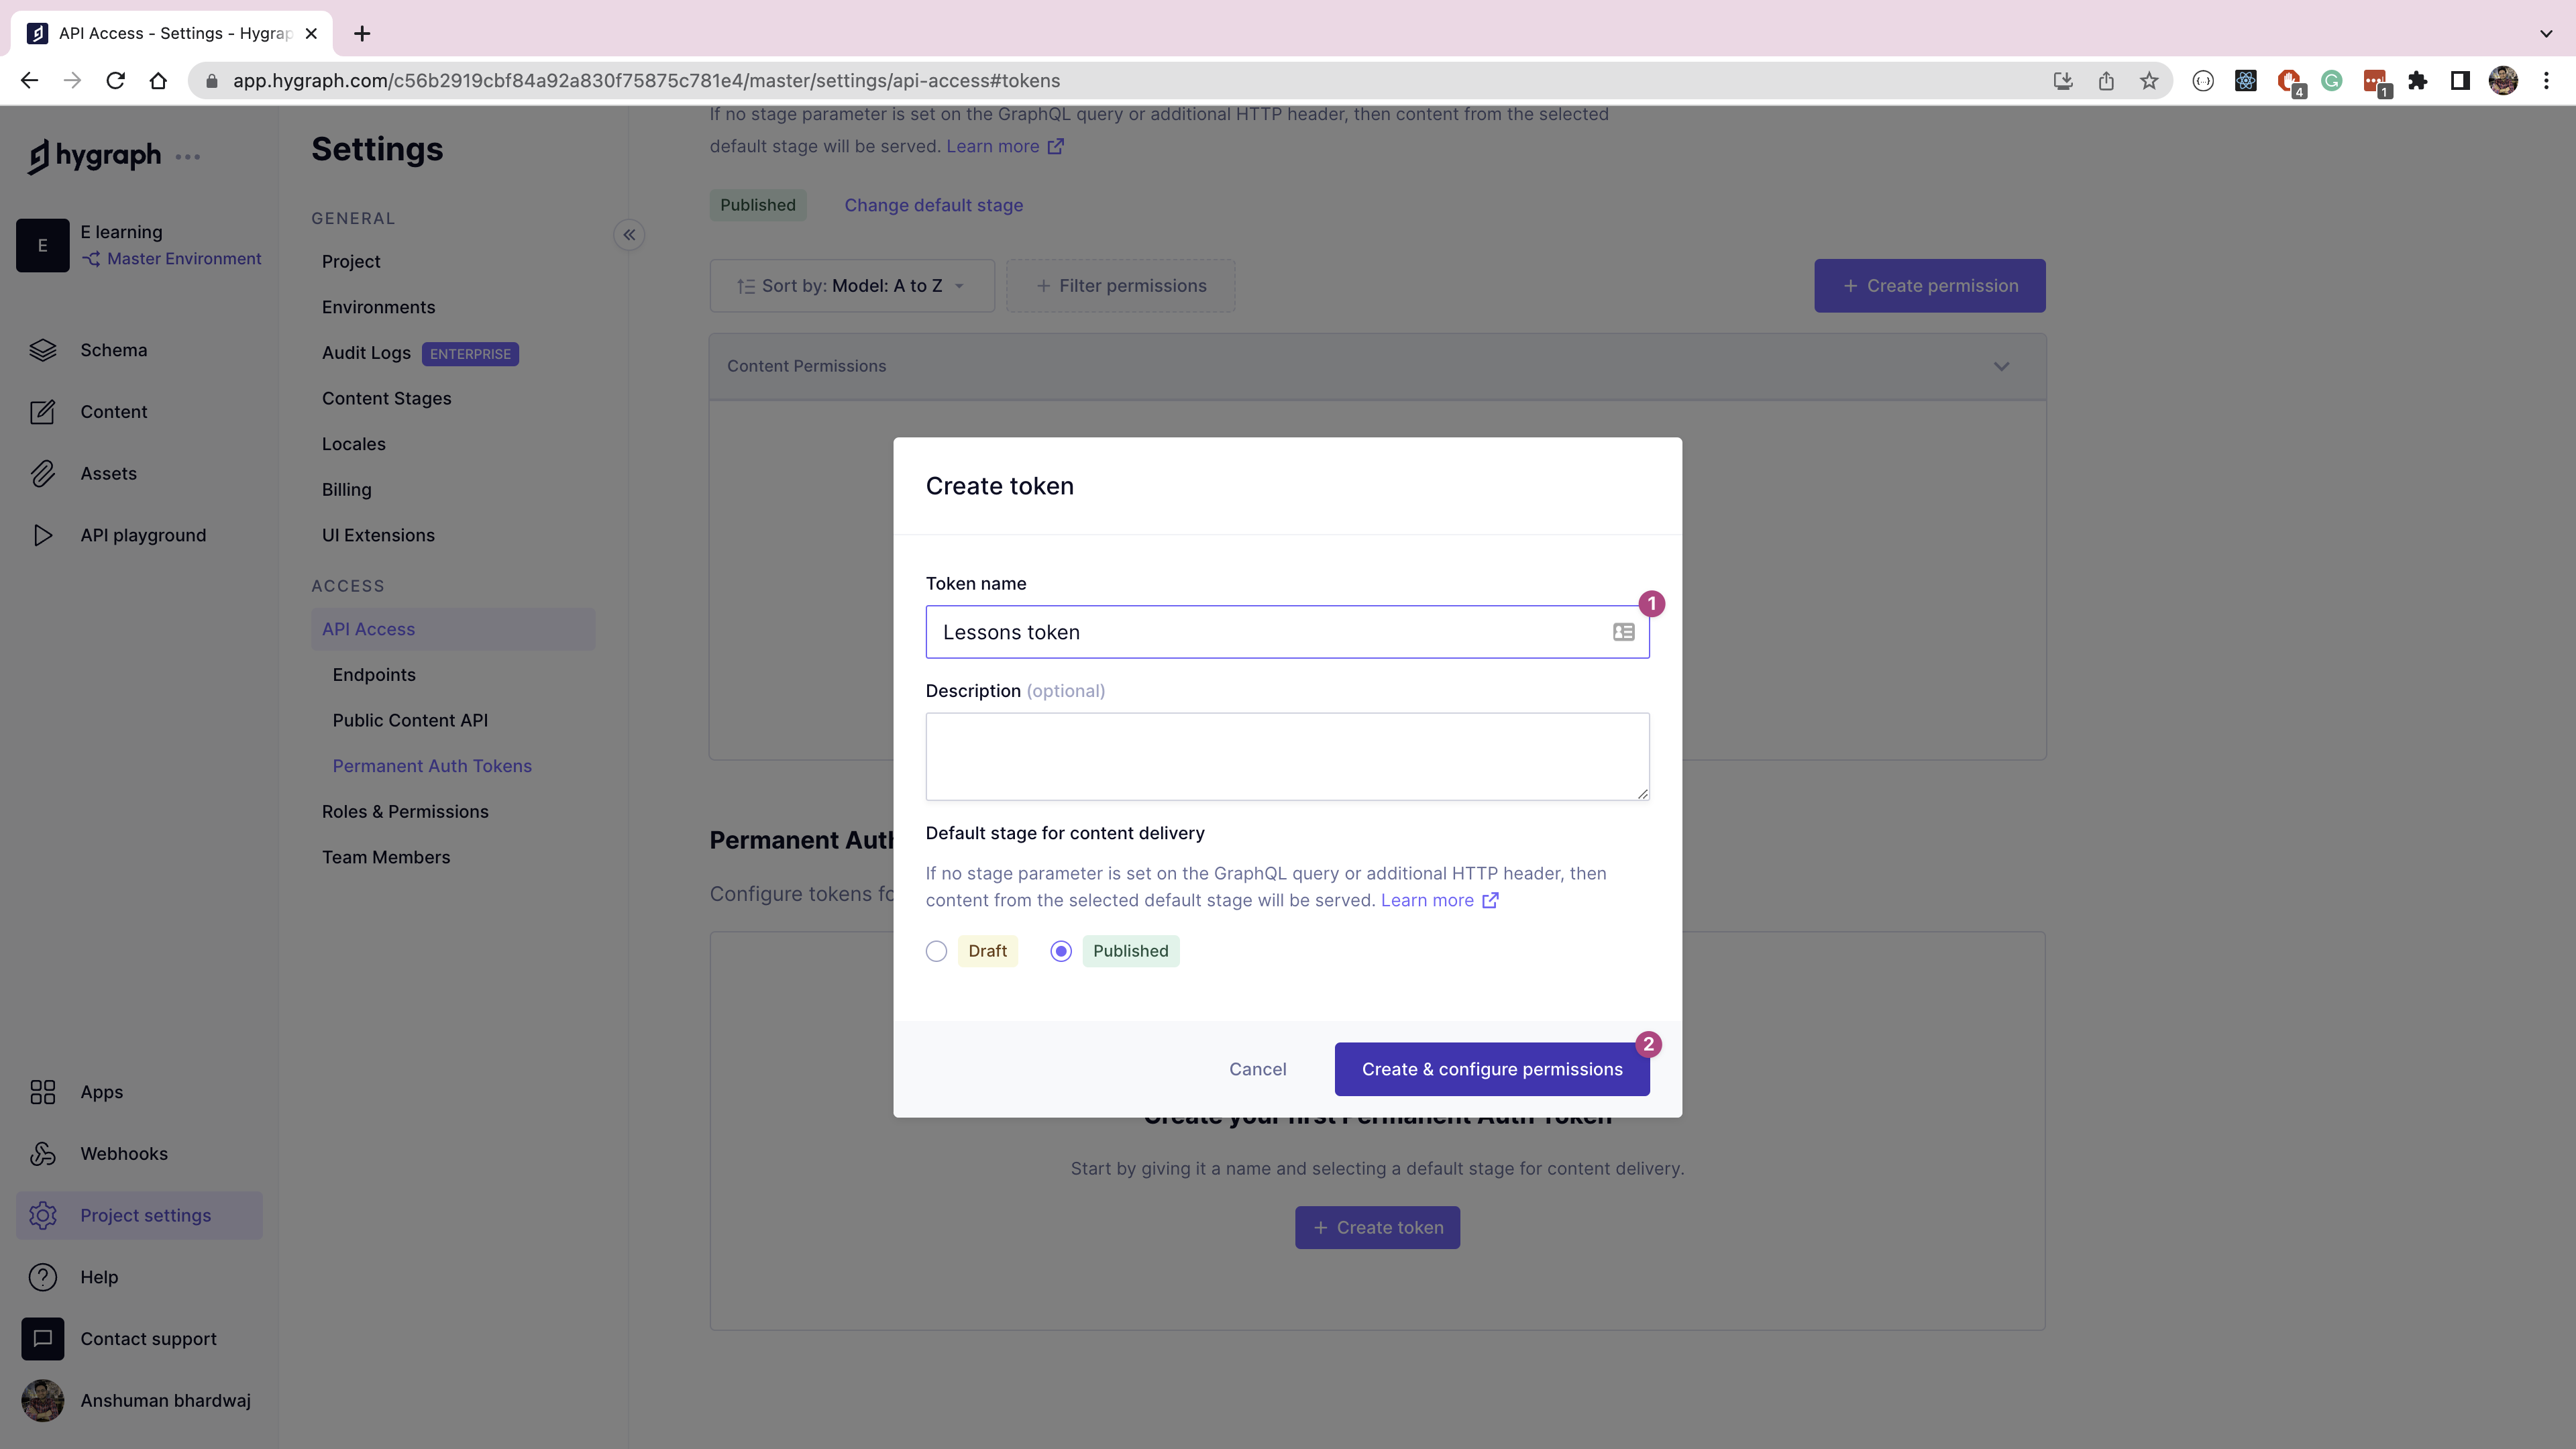 API Access - Settings - Hygrap
app.hygraph.com/c56b2919cbf84a92a830f75875c781e4/master/settings/api-access#tokens
4
1
hygraph
E
E learning
Master Environment
Schema
Content
Assets
API playground
Apps
Webhooks
Project settings
Help
Contact support
Anshuman bhardwaj
Settings
GENERAL
Project
Environments
Audit Logs ENTERPRISE
Content Stages
Locales
Billing
UI Extensions
ACCESS
API Access
Endpoints
Public Content API
Permanent Auth Tokens
Roles & Permissions
Team Members
If no stage parameter is set on the GraphQL query or additional HTTP header, then content from the selected
default stage will be served. Learn more
Published Change default stage
Sort by: Model: A to Z + Filter permissions + Create permission
Content Permissions
Permanent Auth
Configure tokens fo
Create token
Token name
1
Lessons token
Description (optional)
Default stage for content delivery
If no stage parameter is set on the GraphQL query or additional HTTP header, then
content from the selected default stage will be served. Learn more
Draft Published
2
Cancel Create & configure permissions
Create your first Permanent Auth Token
Start by giving it a name and selecting a default stage for content delivery.
+ Create token